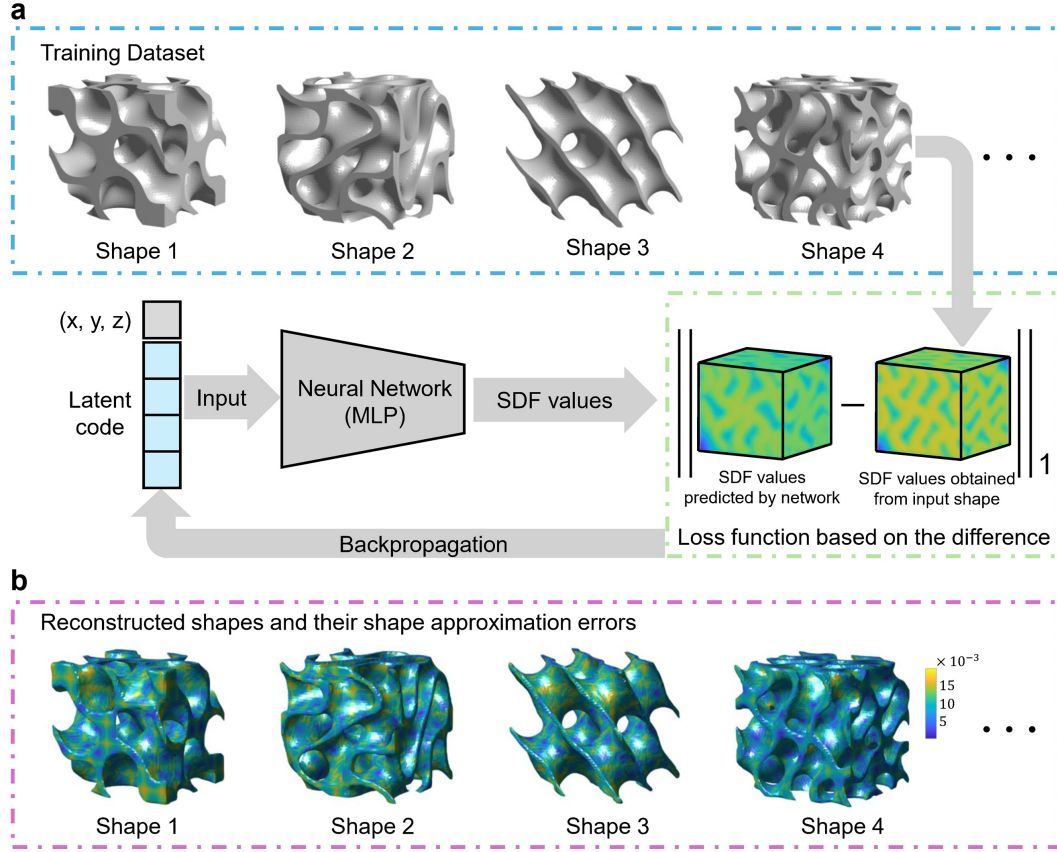 a
Training Dataset
Shape 1
Shape 2
Shape 3
Shape 4
• • •
(x, y, z)
Latent
code
Input
Neural Network
(MLP)
SDF values
SDF values
predicted by network
SDF values obtained
from input shape
1
Loss function based on the difference
Backpropagation
b
Reconstructed shapes and their shape approximation errors
× 10⁻³
15
10
5
• • •
Shape 1
Shape 2
Shape 3
Shape 4